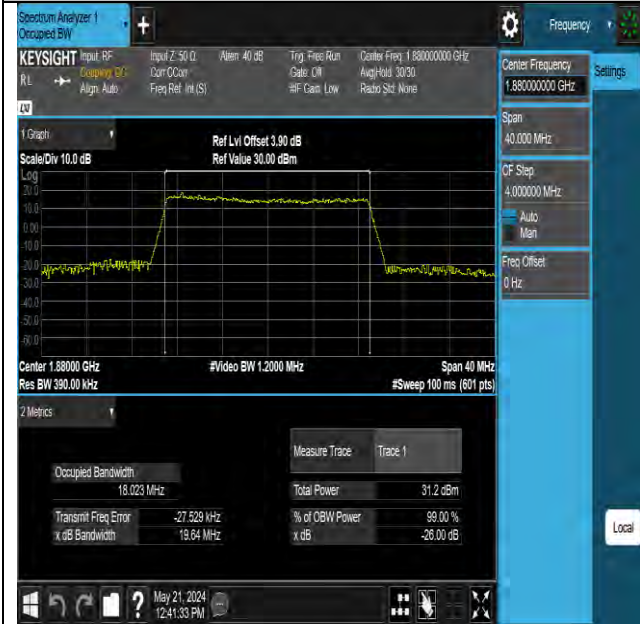 Spectrum Analyzer 1
Occupied BW
Frequency
KEYSIGHT Input: RF Input Z: 50 Ω Atten: 40 dB Trig: Free Run Center Freq: 1.880000000 GHz
RL Coupling: DC Corr CCorr Gate: Off Avg|Hold: 30/30
Align: Auto Freq Ref: Int (S) #IF Gain: Low Radio Std: None
LV
Center Frequency
1.880000000 GHz
Settings
Span
40.000 MHz
CF Step
4.000000 MHz
Auto
Man
Freq Offset
0 Hz
1 Graph
Ref Lvl Offset 3.90 dB
Scale/Div 10.0 dB Ref Value 30.00 dBm
Log
20.0
10.0
0.00
-10.0
-20.0
-30.0
-40.0
-50.0
-60.0
Center 1.88000 GHz #Video BW 1.2000 MHz Span 40 MHz
Res BW 390.00 kHz #Sweep 100 ms (601 pts)
2 Metrics
Measure Trace Trace 1
Occupied Bandwidth
18.023 MHz Total Power 31.2 dBm
Transmit Freq Error -27.529 kHz % of OBW Power 99.00 %
x dB Bandwidth 19.64 MHz x dB -26.00 dB
Local
? May 21, 2024
12:41:33 PM